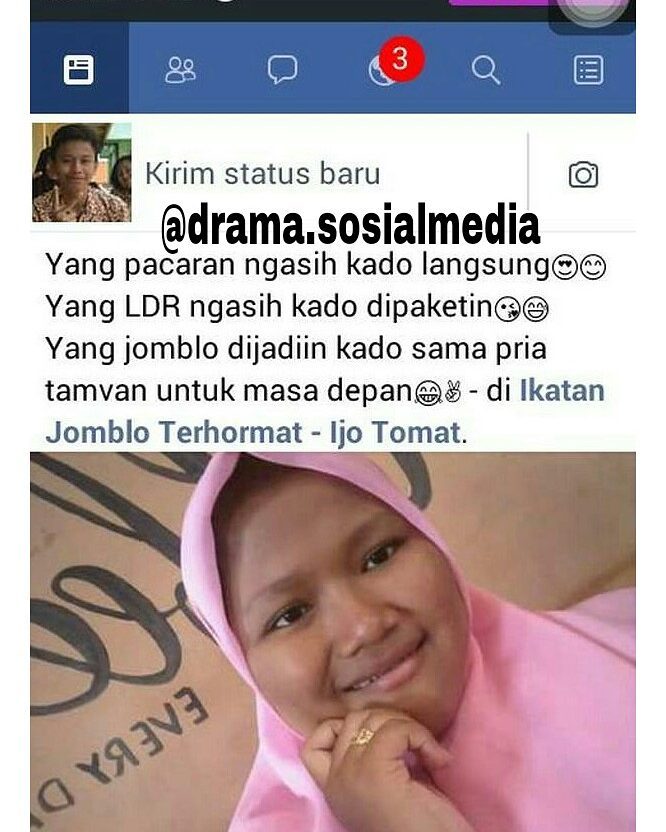 3
Kirim status baru
@drama.sosialmedia
Yang pacaran ngasih kado langsung😍😊
Yang LDR ngasih kado dipaketin😘😄
Yang jomblo dijadiin kado sama pria
tamvan untuk masa depan😁✌ - di Ikatan
Jomblo Terhormat - Ijo Tomat.
EVERY D